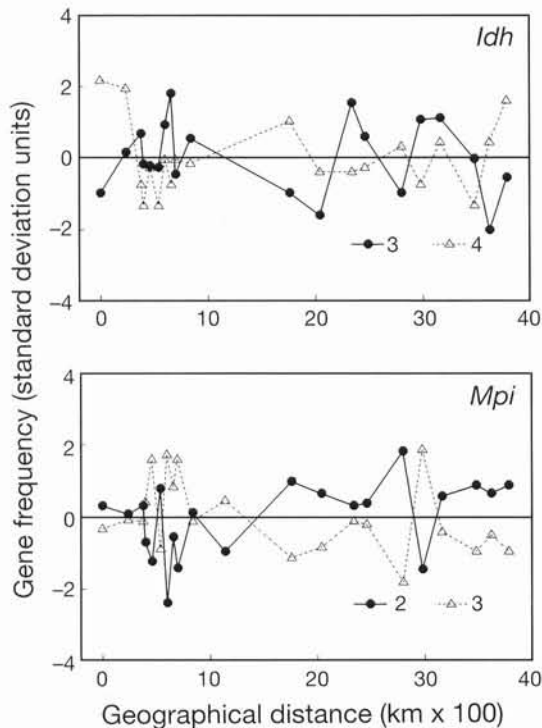 Gene frequency (standard deviation units)
Idh
4
2
0
−2
−4
3 4
0 10 20 30 40
Mpi
4
2
0
−2
−4
2 3
0 10 20 30 40
Geographical distance (km x 100)